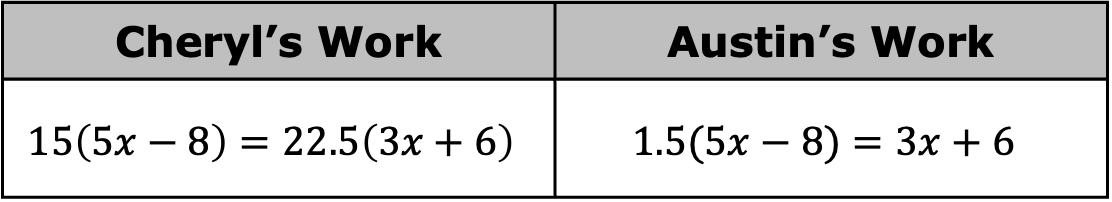 Cheryl’s Work
Austin’s Work
15(5𝑥 − 8) = 22.5(3𝑥 + 6)
1.5(5𝑥 − 8) = 3𝑥 + 6